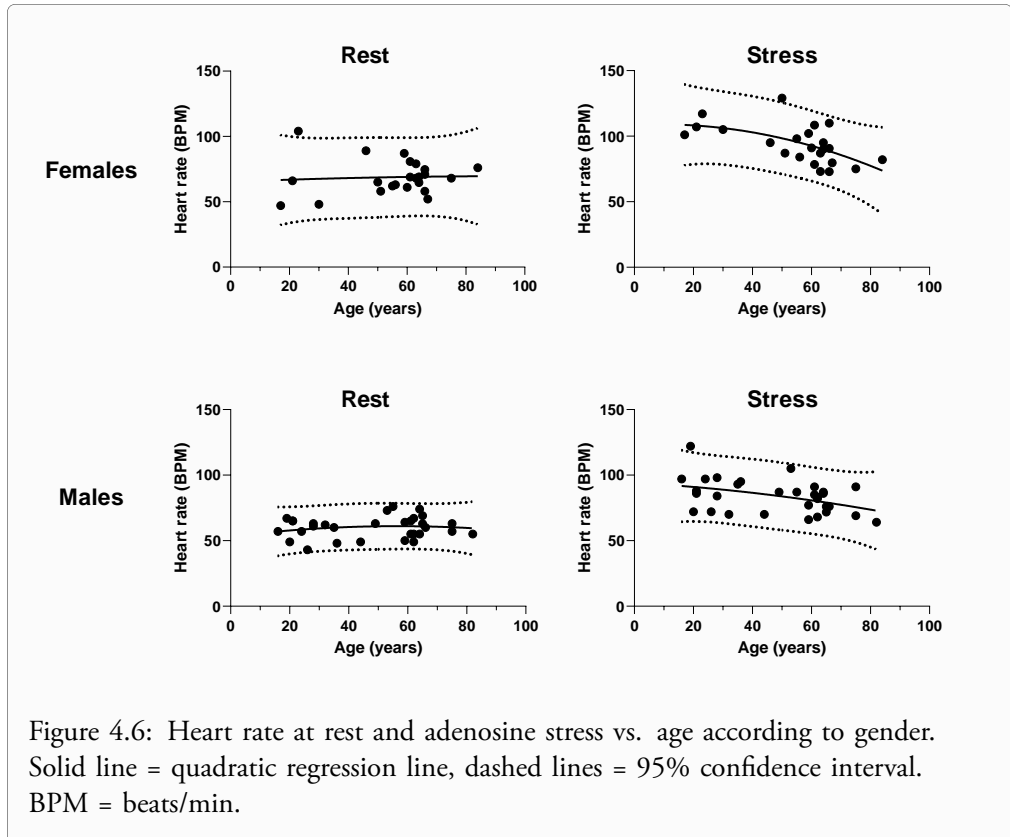 Rest
Stress
Females
Heart rate (BPM)
150
100
50
0
0 20 40 60 80 100
Age (years)
Heart rate (BPM)
150
100
50
0
0 20 40 60 80 100
Age (years)
Rest
Stress
Males
Heart rate (BPM)
150
100
50
0
0 20 40 60 80 100
Age (years)
Heart rate (BPM)
150
100
50
0
0 20 40 60 80 100
Age (years)
Figure 4.6: Heart rate at rest and adenosine stress vs. age according to gender.
Solid line = quadratic regression line, dashed lines = 95% confidence interval.
BPM = beats/min.